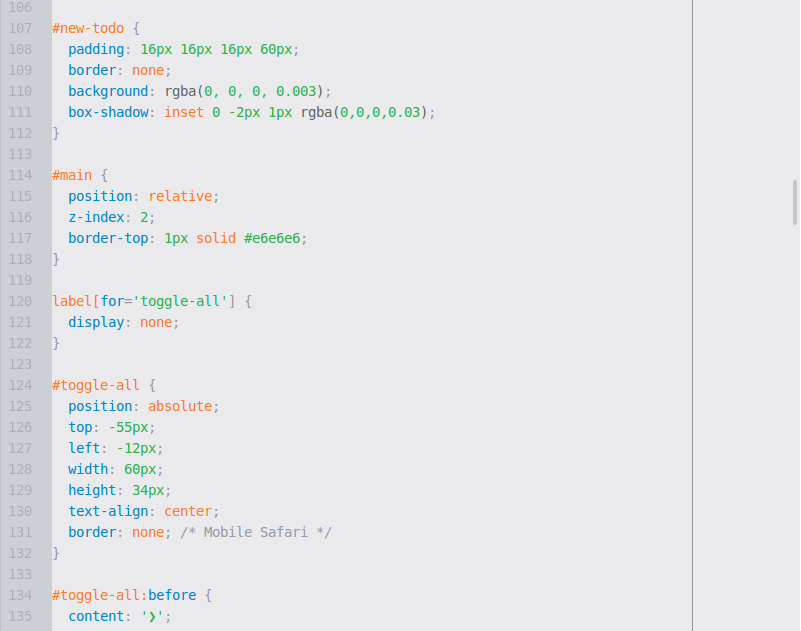 106
107 #new-todo {
108   padding: 16px 16px 16px 60px;
109   border: none;
110   background: rgba(0, 0, 0, 0.003);
111   box-shadow: inset 0 -2px 1px rgba(0,0,0,0.03);
112 }
113
114 #main {
115   position: relative;
116   z-index: 2;
117   border-top: 1px solid #e6e6e6;
118 }
119
120 label[for='toggle-all'] {
121   display: none;
122 }
123
124 #toggle-all {
125   position: absolute;
126   top: -55px;
127   left: -12px;
128   width: 60px;
129   height: 34px;
130   text-align: center;
131   border: none; /* Mobile Safari */
132 }
133
134 #toggle-all:before {
135   content: '❯';